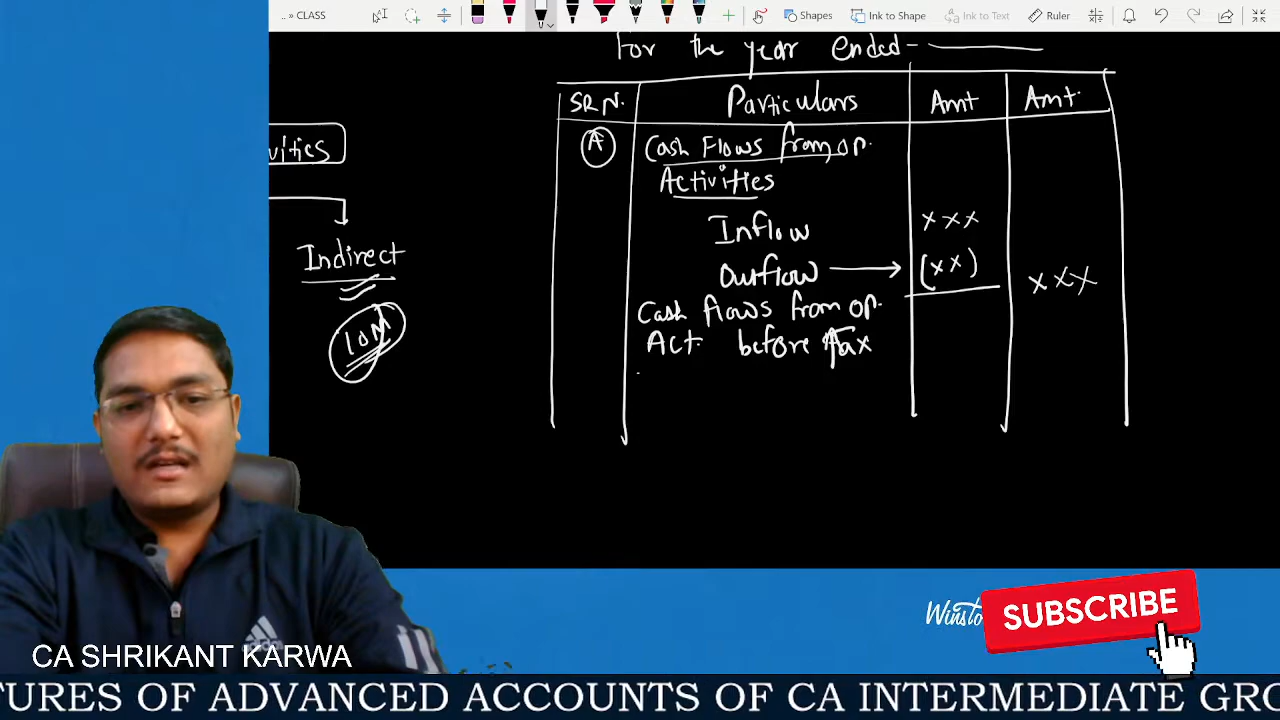 .. » CLASS
Shapes
Ink to Shape
Ink to Text
Ruler
For the year ended-
SR N. Particulars Amt Amt.
A Cash Flows from op.
Activities
Inflow xxx
Outflow (xx) xxx
Cash flows from op.
Act. before Tax
vities
Indirect
10M
Winsto
SUBSCRIBE
adidas
CA SHRIKANT KARWA
TURES OF ADVANCED ACCOUNTS OF CA INTERMEDIATE GRO